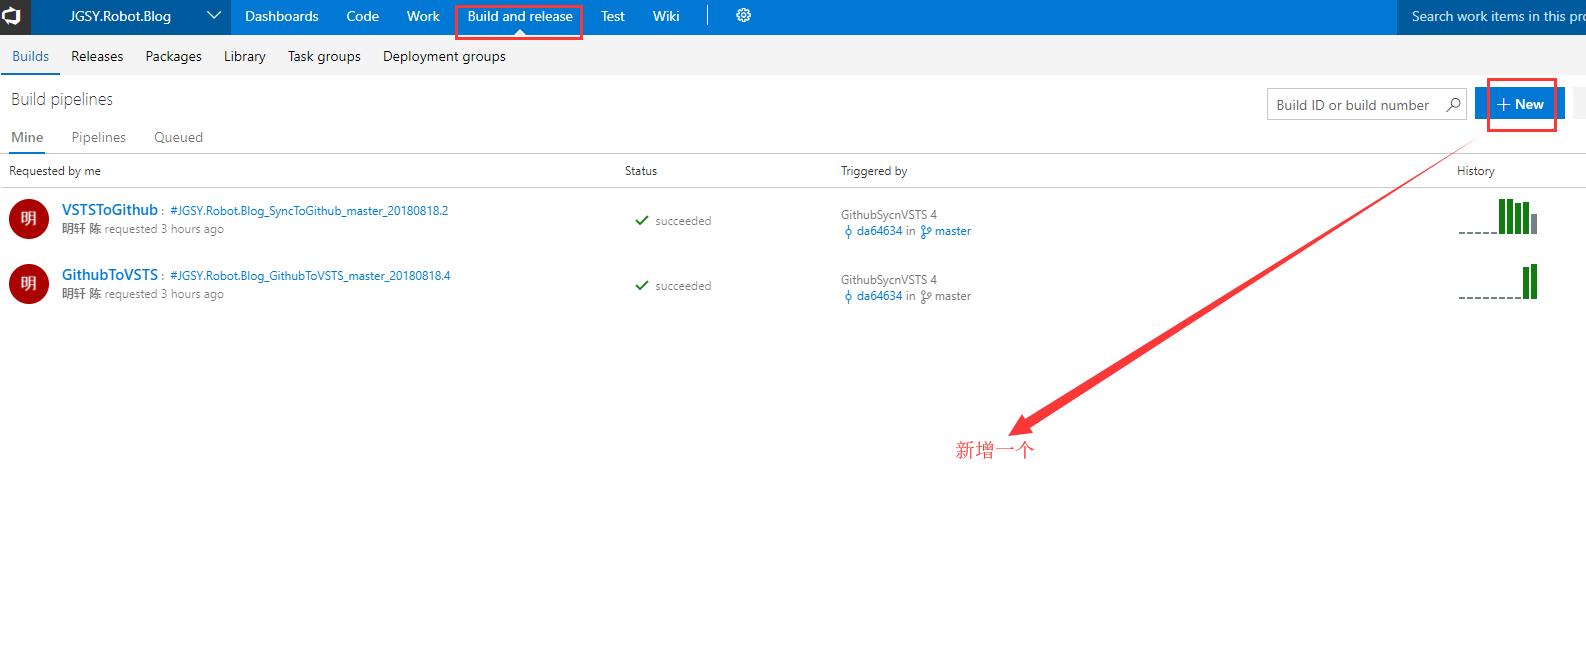 JGSY.Robot.Blog Dashboards Code Work Build and release Test Wiki Search work items in this pro
Builds Releases Packages Library Task groups Deployment groups
Build pipelines
Build ID or build number + New
Mine Pipelines Queued
Requested by me Status Triggered by History
明 VSTSToGithub : #JGSY.Robot.Blog_SyncToGithub_master_20180818.2
明轩 陈 requested 3 hours ago
succeeded
GithubSycnVSTS 4
da64634 in master
明 GithubToVSTS : #JGSY.Robot.Blog_GithubToVSTS_master_20180818.4
明轩 陈 requested 3 hours ago
succeeded
GithubSycnVSTS 4
da64634 in master
新增一个